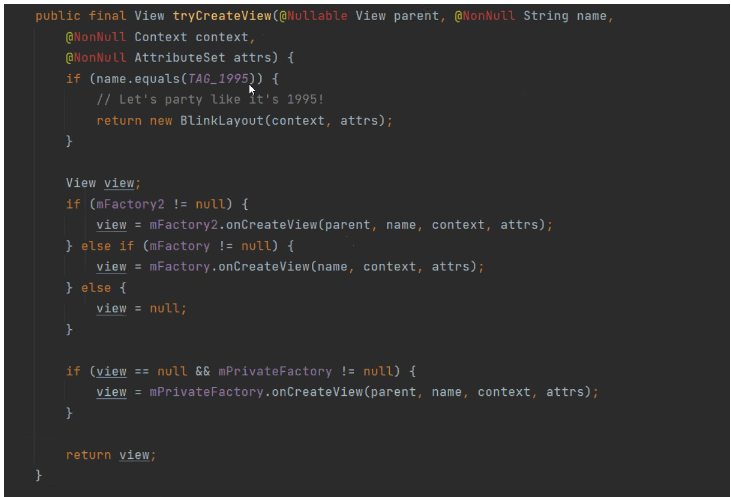 public final View tryCreateView(@Nullable View parent, @NonNull String name,
@NonNull Context context,
@NonNull AttributeSet attrs) {
if (name.equals(TAG_1995)) {
// Let's party like it's 1995!
return new BlinkLayout(context, attrs);
}
View view;
if (mFactory2 != null) {
view = mFactory2.onCreateView(parent, name, context, attrs);
} else if (mFactory != null) {
view = mFactory.onCreateView(name, context, attrs);
} else {
view = null;
}
if (view == null && mPrivateFactory != null) {
view = mPrivateFactory.onCreateView(parent, name, context, attrs);
}
return view;
}